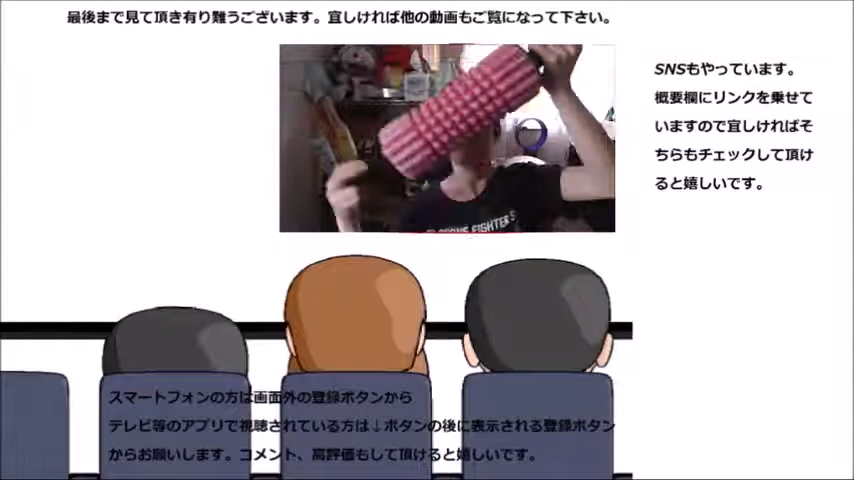 最後まで見て頂き有り難うございます。宜しければ他の動画もご覧になって下さい。
SNSもやっています。
概要欄にリンクを乗せて
いますので宜しければそ
ちらもチェックして頂け
ると嬉しいです。
FIGHTERS
スマートフォンの方は画面外の登録ボタンから
テレビ等のアプリで視聴されている方は↓ボタンの後に表示される登録ボタン
からお願いします。コメント、高評価もして頂けると嬉しいです。